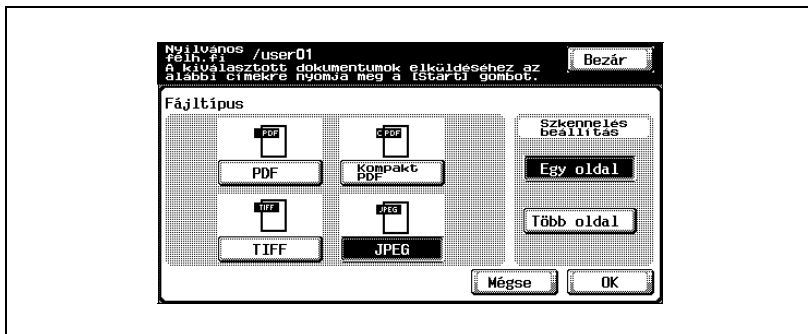 Nyilvános félh.fi /user01
A kiválasztott dokumentumok elküldéséhez az
alábbi címekre nyomja meg a [Start] gombot.
Bezár
Fájltípus
PDF
C PDF
PDF
Kompakt
PDF
TIFF
JPEG
TIFF
JPEG
Szkennelés
beállítás
Egy oldal
Több oldal
Mégse
OK